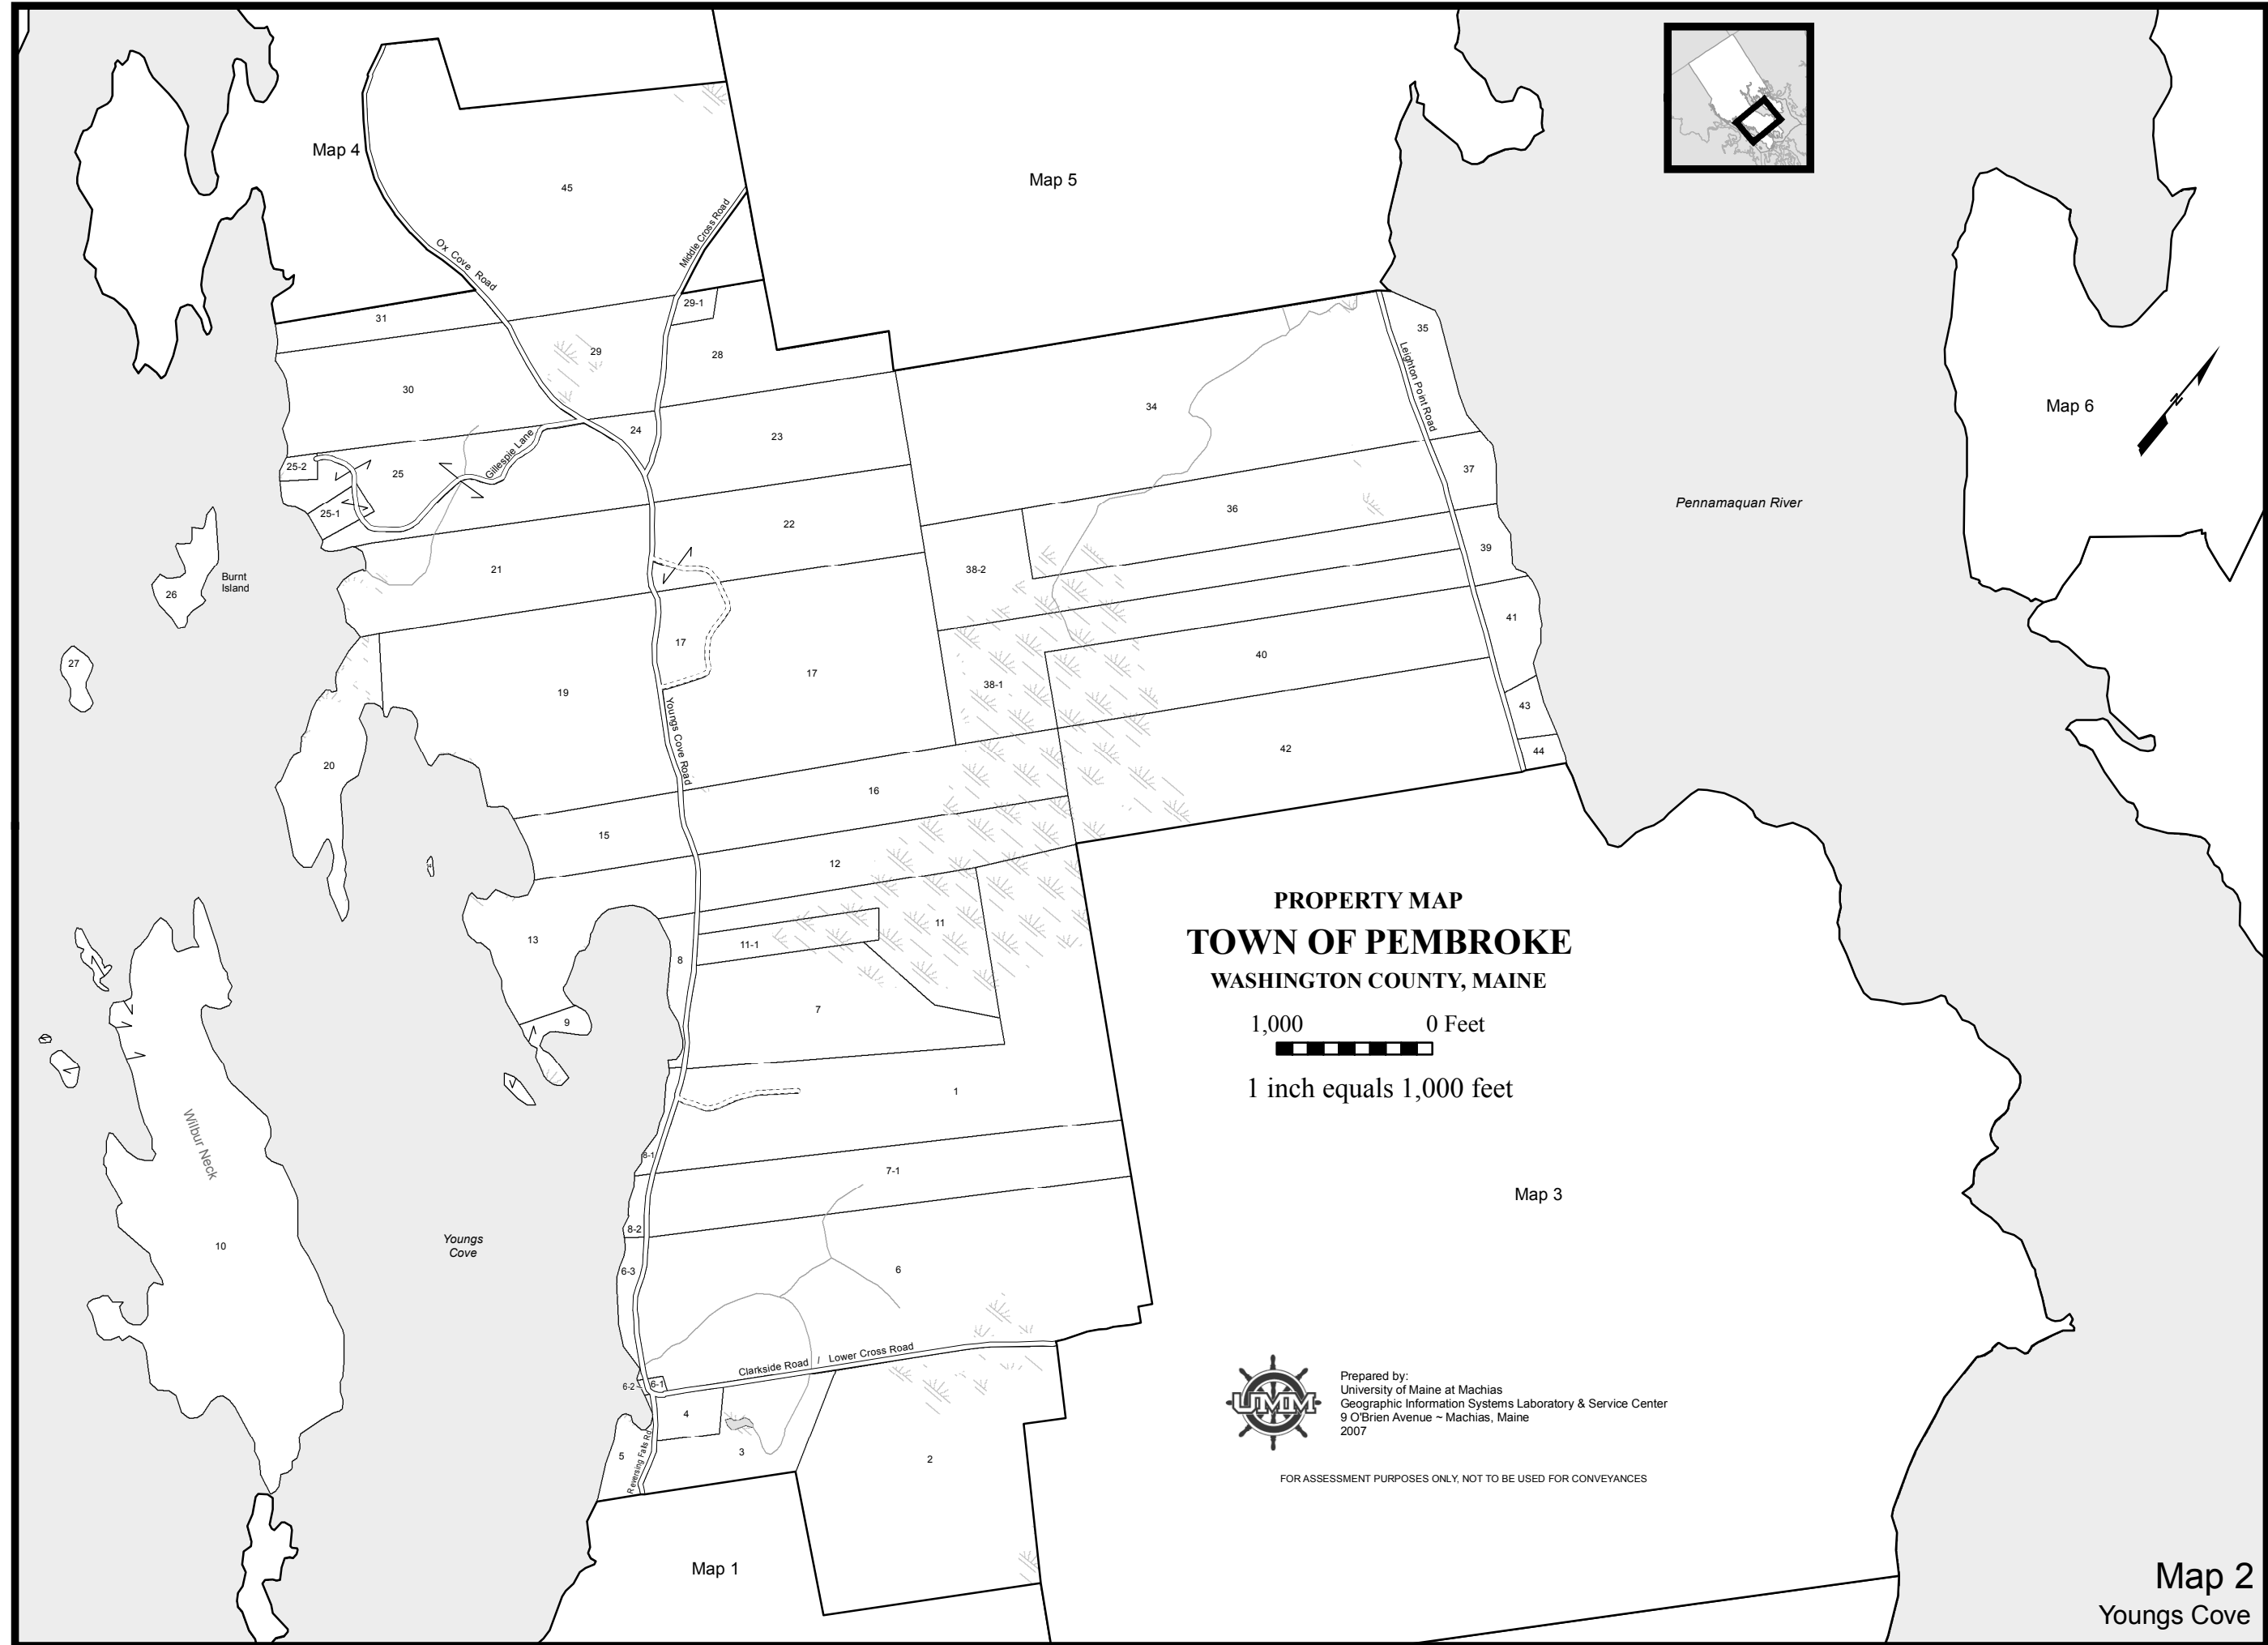 Map 4
45
Map 5
Middle Cross Road
Ox Cove Road
29-1
31
35
29
28
Leighton Point Road
30
34
Map 6
N
24
23
Gillespie Lane
25-2
25
37
Pennamaquan River
25-1
36
22
39
21
38-2
Burnt
Island
26
41
17
40
27
17
19
38-1
43
Youngs Cove Road
42
44
20
16
15
12
PROPERTY MAP
11
13
TOWN OF PEMBROKE
11-1
8
WASHINGTON COUNTY, MAINE
7
9
1,000 0 Feet
1 inch equals 1,000 feet
1
Wilbur Neck
8-1
7-1
Map 3
8-2
10
Youngs
Cove
6-3
6
Clarkside Road / Lower Cross Road
6-2
6-1
UMM
Prepared by:
University of Maine at Machias
Geographic Information Systems Laboratory & Service Center
9 O'Brien Avenue ~ Machias, Maine
2007
4
3
5
2
Reversing Falls Rd
FOR ASSESSMENT PURPOSES ONLY, NOT TO BE USED FOR CONVEYANCES
Map 1
Map 2
Youngs Cove